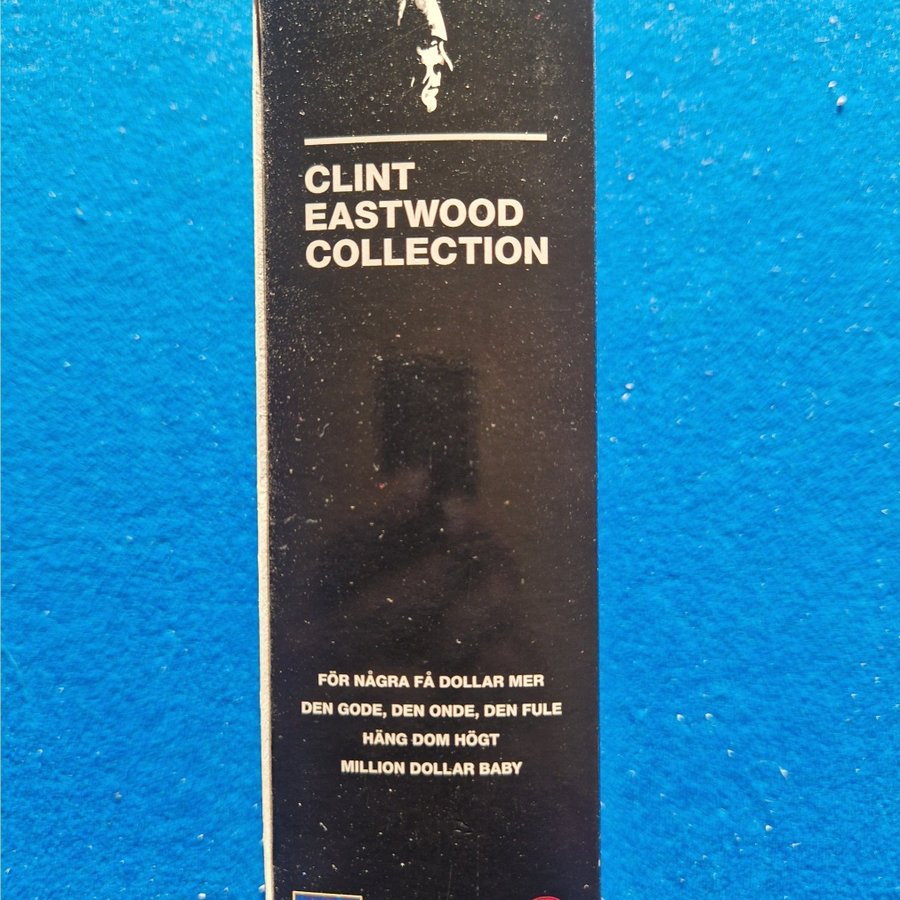 CLINT
EASTWOOD
COLLECTION
FÖR NÅGRA FÅ DOLLAR MER
DEN GODE, DEN ONDE, DEN FULE
HÄNG DOM HÖGT
MILLION DOLLAR BABY